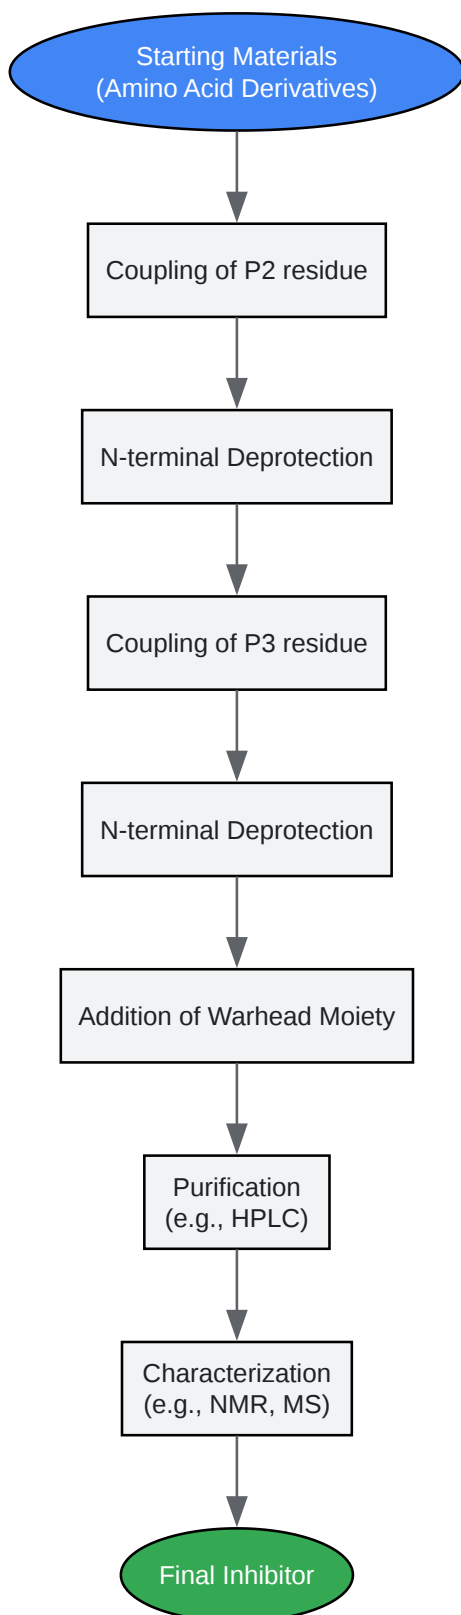 Starting Materials
(Amino Acid Derivatives)
Coupling of P2 residue
N-terminal Deprotection
Coupling of P3 residue
N-terminal Deprotection
Addition of Warhead Moiety
Purification
(e.g., HPLC)
Characterization
(e.g., NMR, MS)
Final Inhibitor